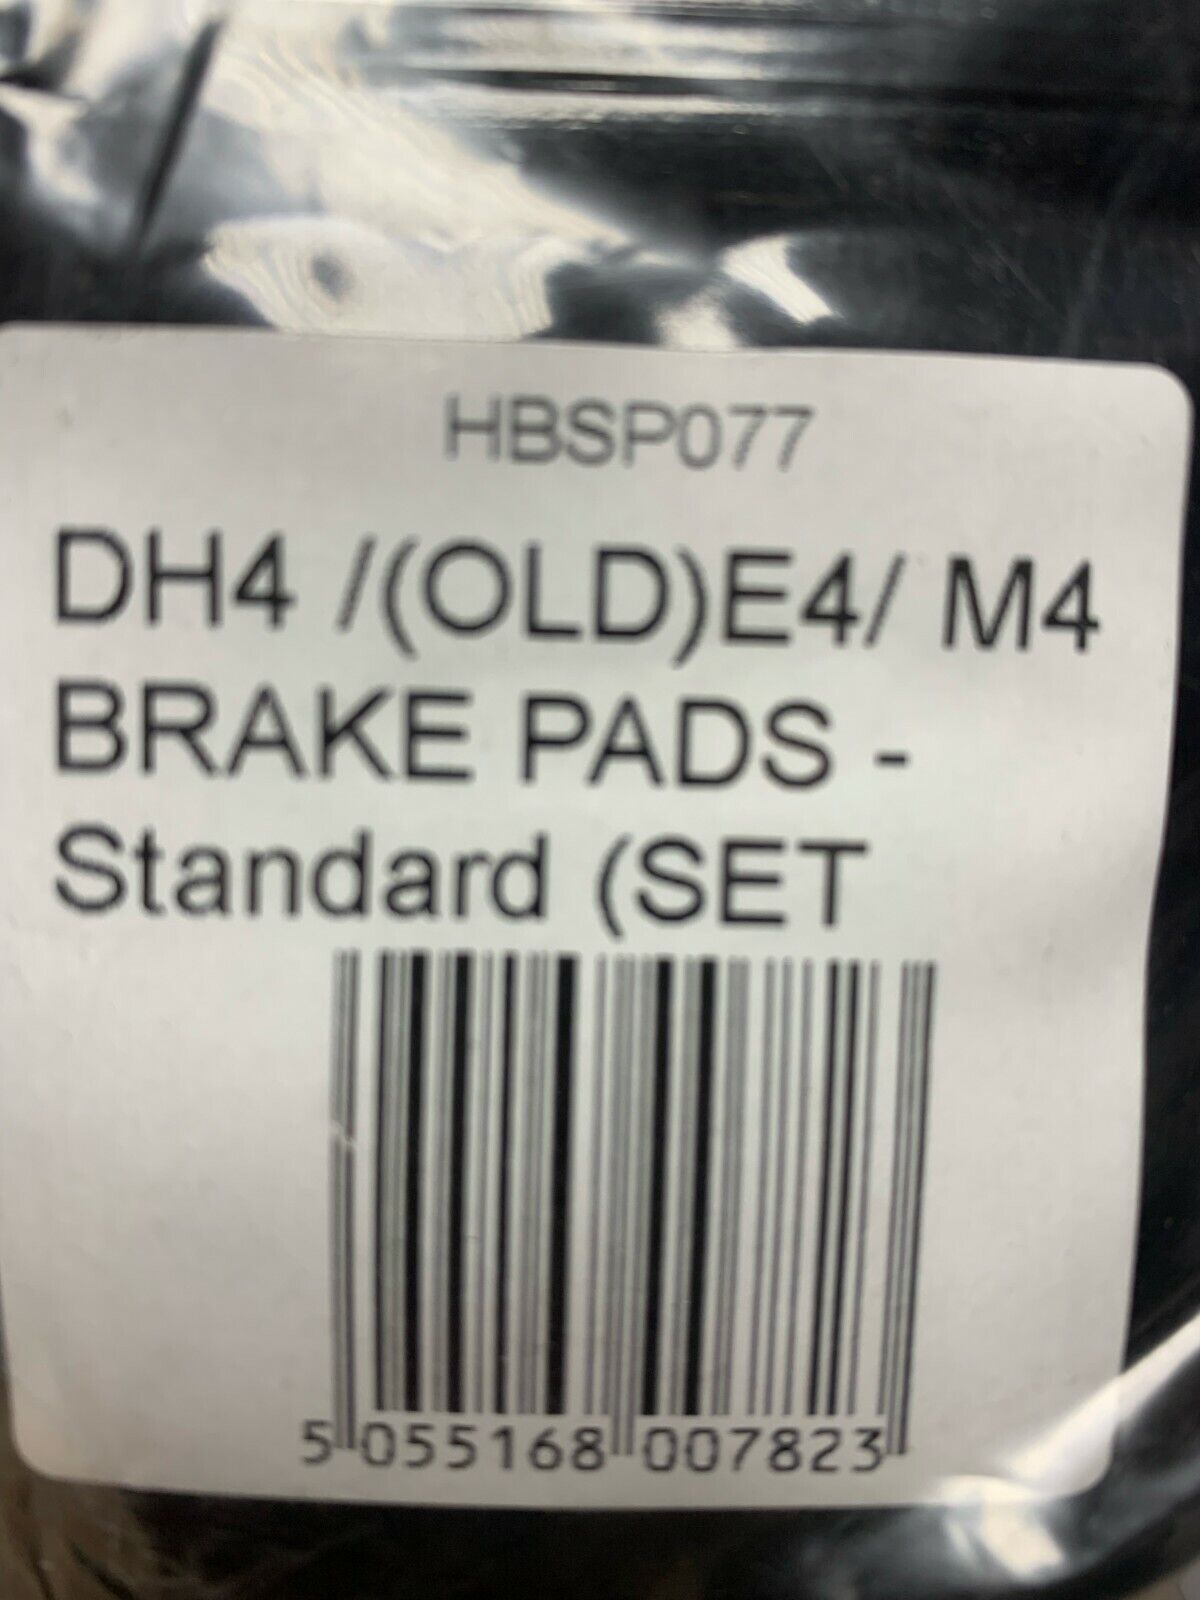 HBSP077
DH4 /(OLD)E4/ M4
BRAKE PADS -
Standard (SET
5 055168 007823